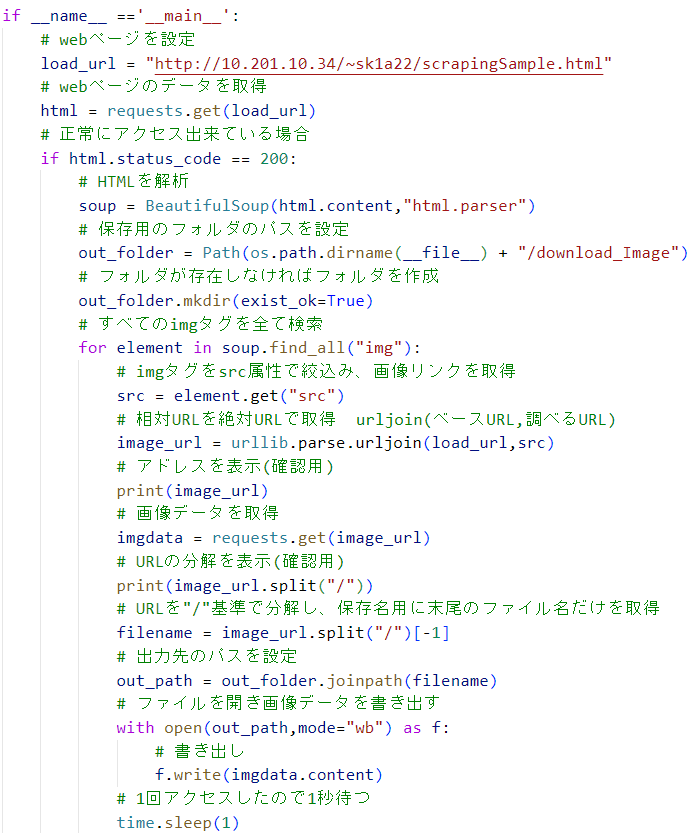 if __name__ =='__main__':
    # webページを設定
    load_url = "http://10.201.10.34/~sk1a22/scrapingSample.html"
    # webページのデータを取得
    html = requests.get(load_url)
    # 正常にアクセス出来ている場合
    if html.status_code == 200:
        # HTMLを解析
        soup = BeautifulSoup(html.content,"html.parser")
        # 保存用のフォルダのパスを設定
        out_folder = Path(os.path.dirname(__file__) + "/download_Image")
        # フォルダが存在しなければフォルダを作成
        out_folder.mkdir(exist_ok=True)
        # すべてのimgタグを全て検索
        for element in soup.find_all("img"):
            # imgタグをsrc属性で絞込み、画像リンクを取得
            src = element.get("src")
            # 相対URLを絶対URLで取得　urljoin(ベースURL,調べるURL)
            image_url = urllib.parse.urljoin(load_url,src)
            # アドレスを表示(確認用)
            print(image_url)
            # 画像データを取得
            imgdata = requests.get(image_url)
            # URLの分解を表示(確認用)
            print(image_url.split("/"))
            # URLを"/"基準で分解し、保存名用に末尾のファイル名だけを取得
            filename = image_url.split("/")[-1]
            # 出力先のパスを設定
            out_path = out_folder.joinpath(filename)
            # ファイルを開き画像データを書き出す
            with open(out_path,mode="wb") as f:
                # 書き出し
                f.write(imgdata.content)
            # 1回アクセスしたので1秒待つ
            time.sleep(1)